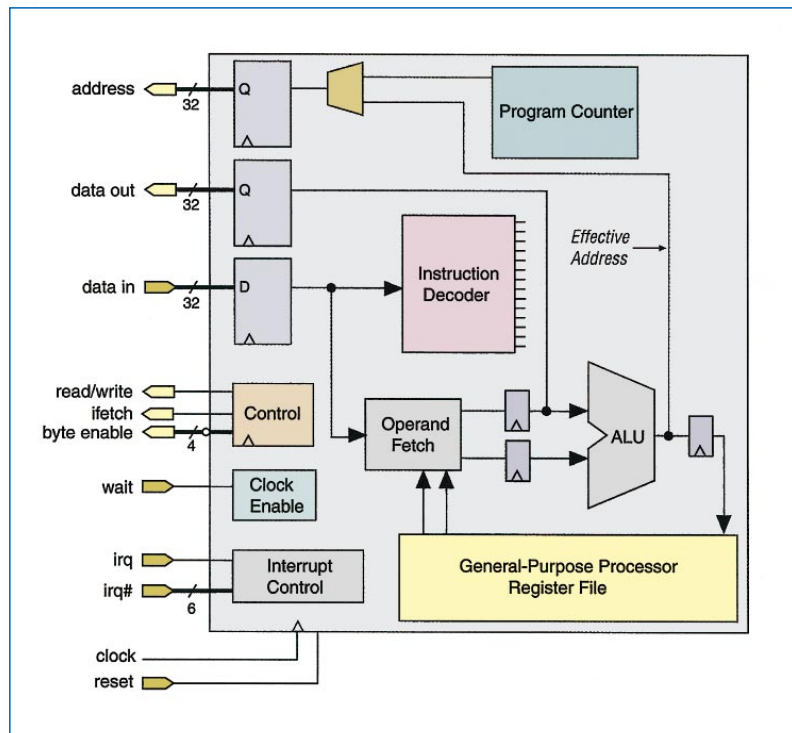 address
32
Q
Program Counter
data out
32
Q
Effective
Address
data in
32
D
Instruction
Decoder
read/write
ifetch
byte enable
4
Control
Operand
Fetch
ALU
wait
Clock
Enable
irq
irq#
6
Interrupt
Control
General-Purpose Processor
Register File
clock
reset